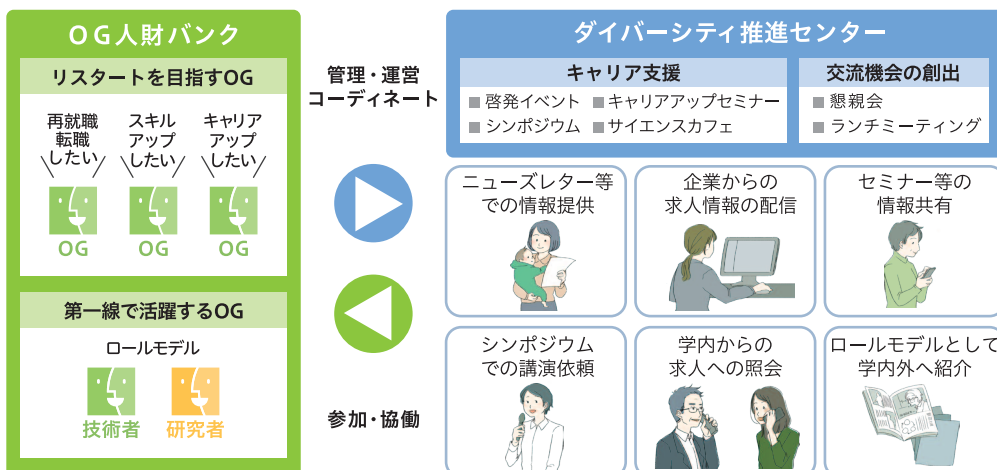 OG人財バンク
リスタートを目指すOG
再就職
転職
したい
スキル
アップ
したい
キャリア
アップ
したい
OG
OG
OG
第一線で活躍するOG
ロールモデル
技術者
研究者
管理・運営
コーディネート
参加・協働
ダイバーシティ推進センター
キャリア支援
■ 啓発イベント ■ キャリアアップセミナー
■ シンポジウム ■ サイエンスカフェ
交流機会の創出
■ 懇親会
■ ランチミーティング
ニューズレター等
での情報提供
企業からの
求人情報の配信
セミナー等の
情報共有
シンポジウム
での講演依頼
学内からの
求人への照会
ロールモデルとして
学内外へ紹介